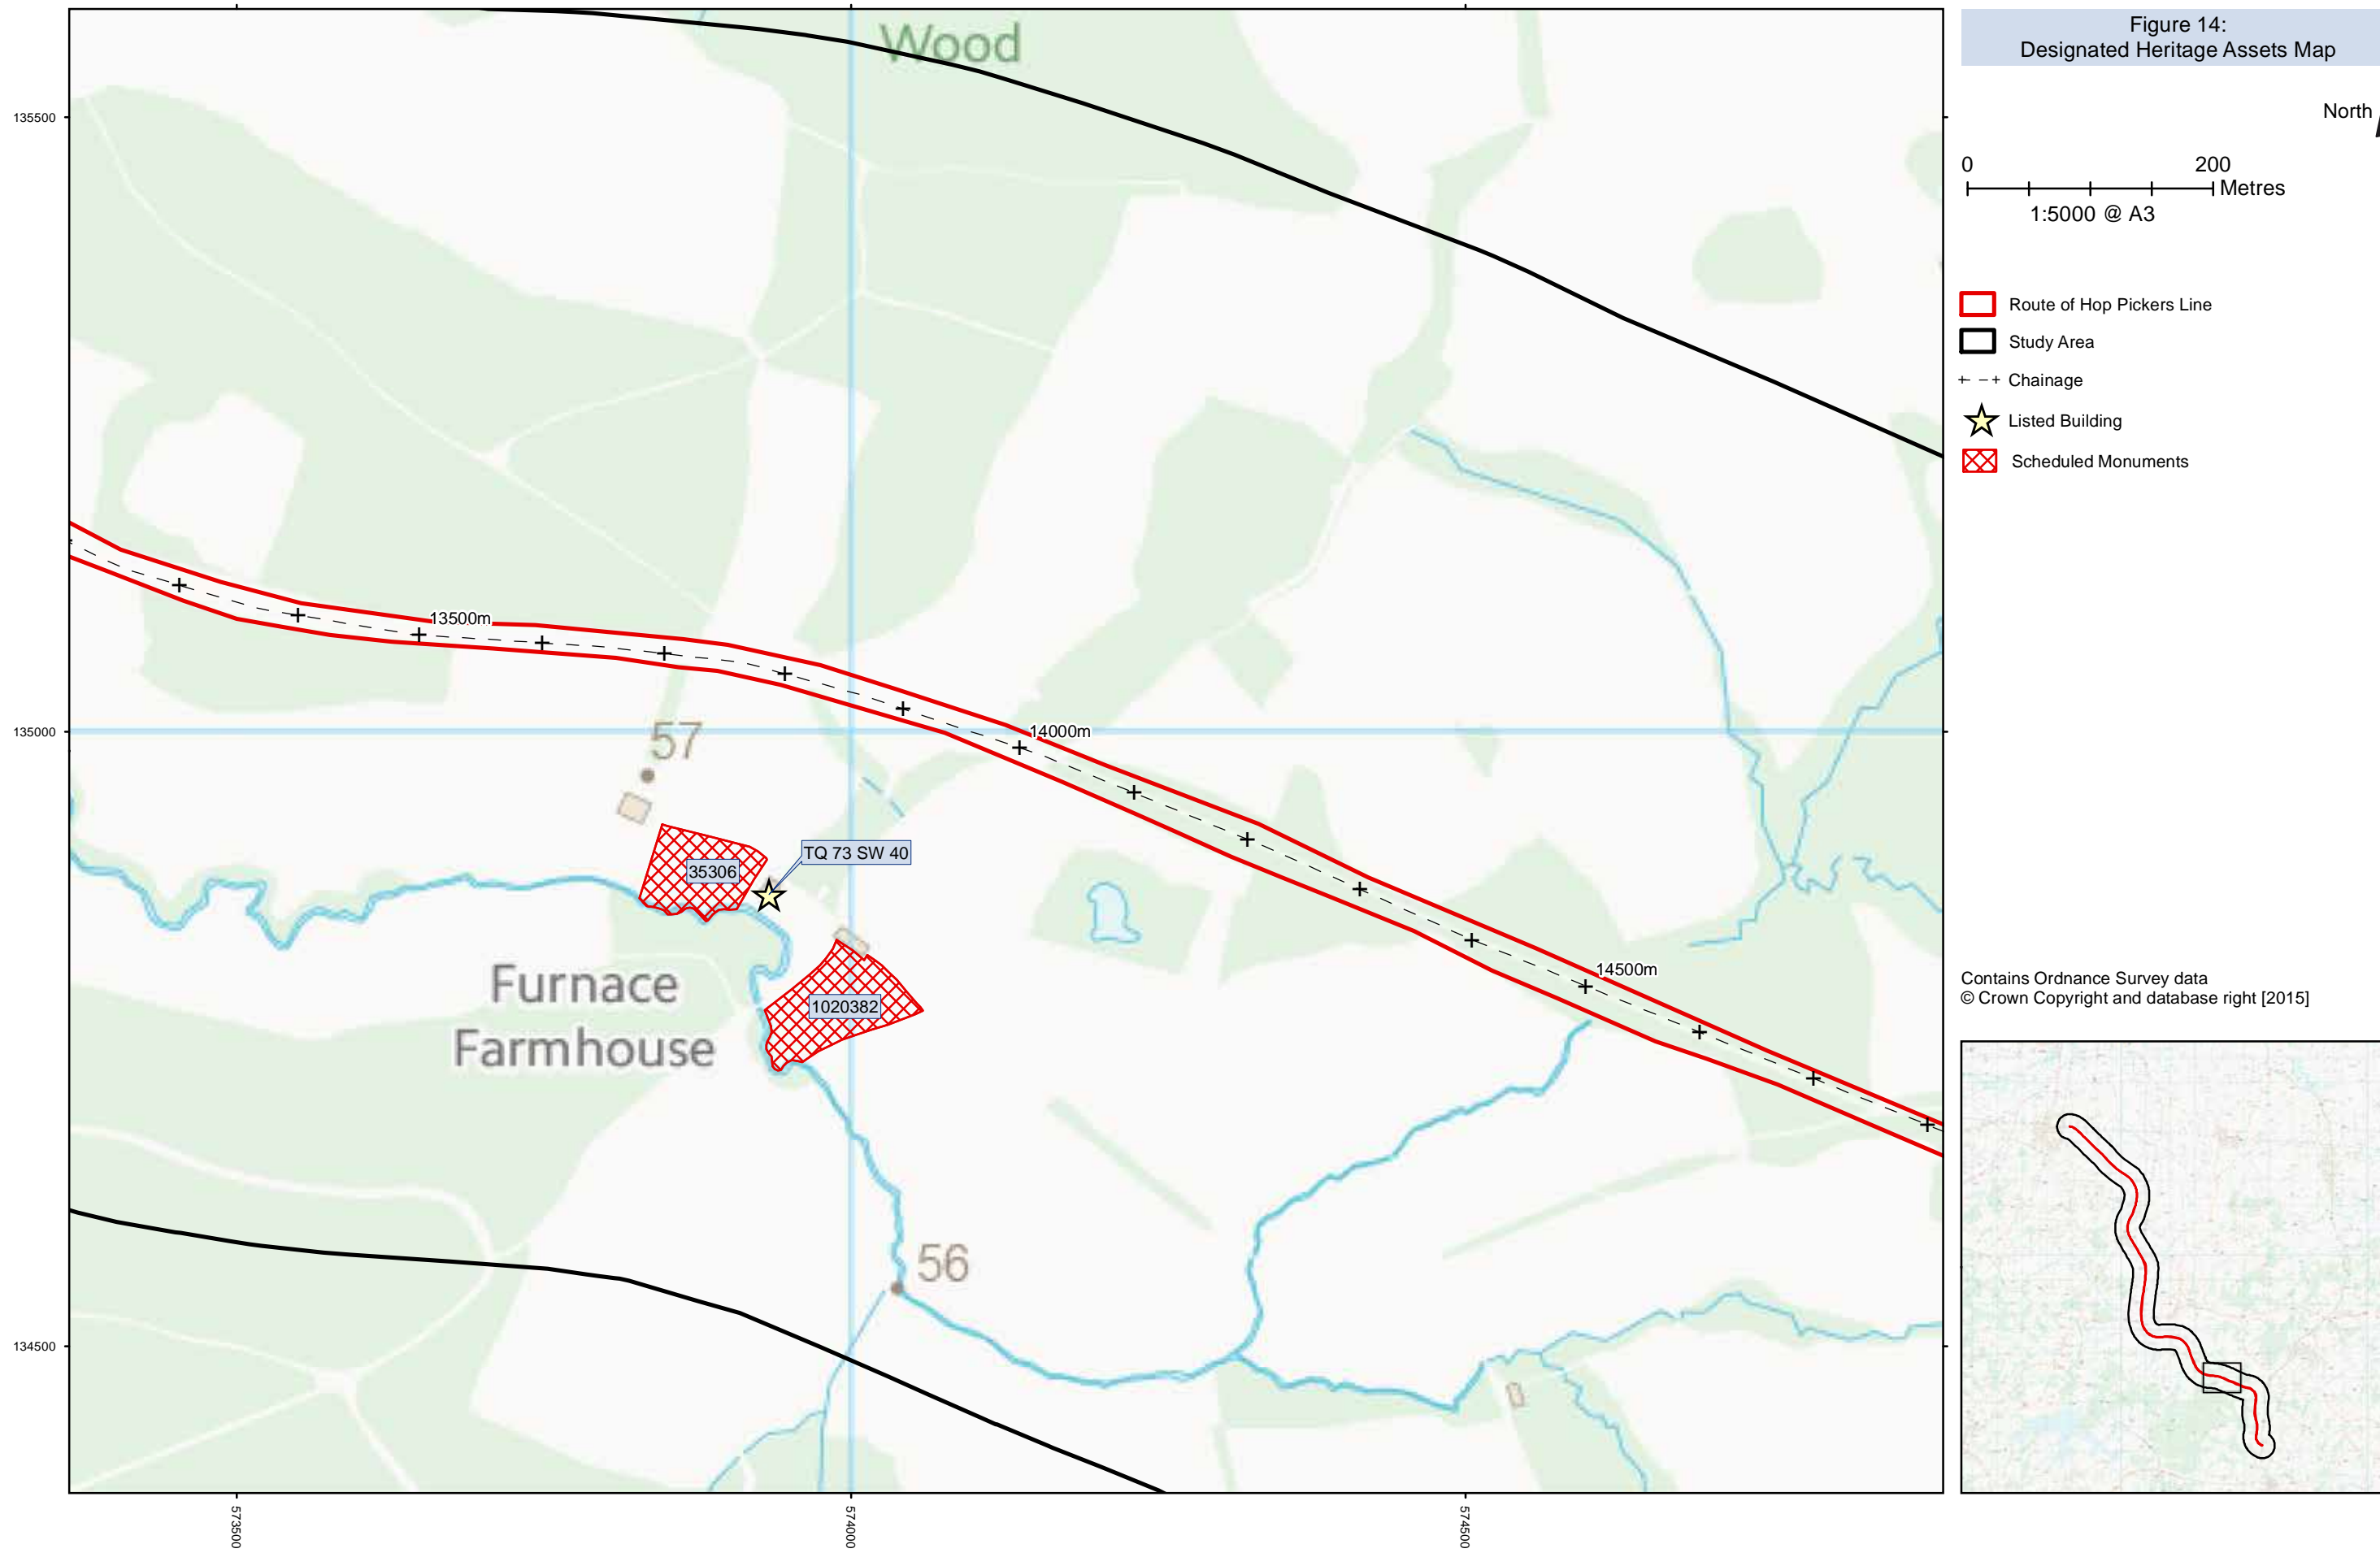 Figure 14:
Designated Heritage Assets Map
North
0 200
Metres
1:5000 @ A3
Route of Hop Pickers Line
Study Area
Chainage
Listed Building
Scheduled Monuments
Contains Ordnance Survey data
© Crown Copyright and database right [2015]
Wood
135500
13500m
135000
57
14000m
TQ 73 SW 40
35306
14500m
Furnace
Farmhouse
1020382
56
134500
573500
574000
574500